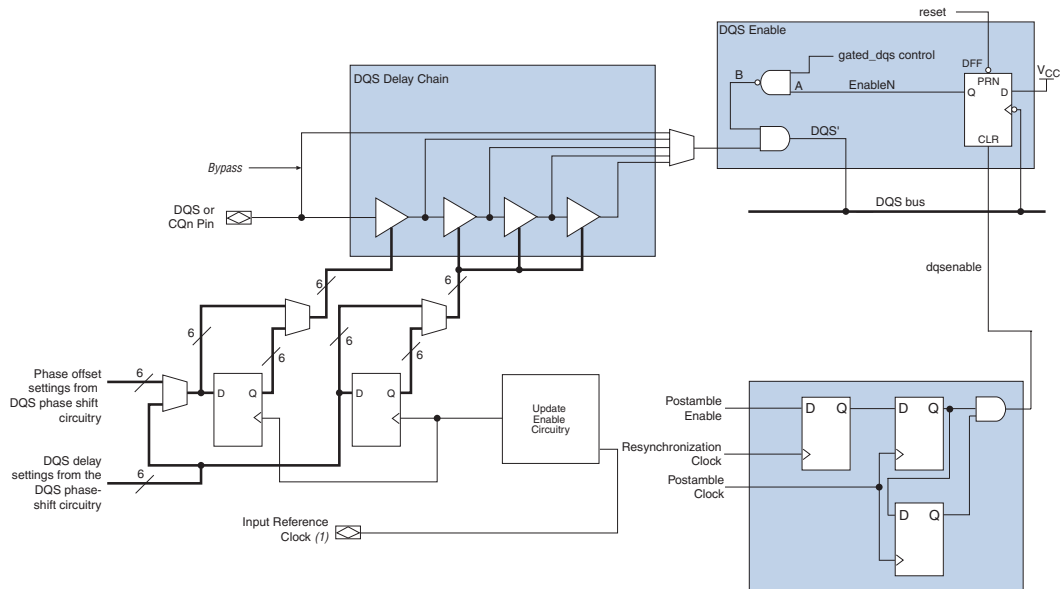 reset
DQS Enable
gated_dqs control
DFF
V_CC
B
PRN
A
EnableN
Q
D
DQS Delay Chain
DQS'
CLR
Bypass
DQS or
CQn Pin
DQS bus
dqsenable
6
6
6
6
6
6
Phase offset
settings from
DQS phase shift
circuitry
6
D
Q
D
Q
Update
Enable
Circuitry
Postamble
Enable
D
Q
D
Q
Resynchronization
Clock
DQS delay
settings from the
DQS phase-
shift circuitry
6
Postamble
Clock
D
Q
Input Reference
Clock (1)